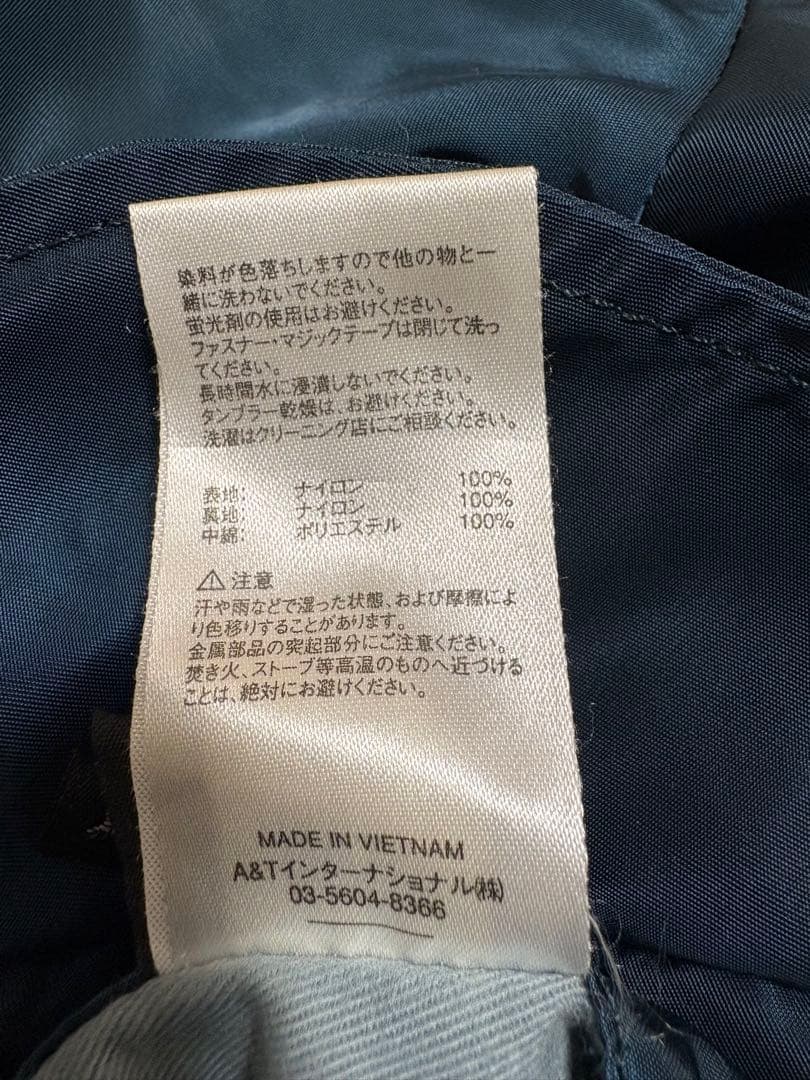 染料が色落ちしますので他の物と一
緒に洗わないでください。
蛍光剤の使用はお避けください。
ファスナー・マジックテープは閉じて洗っ
てください。
長時間水に浸漬しないでください。
タンブラー乾燥は、お避けください。
洗濯はクリーニング店にご相談ください。
表地: ナイロン 100%
裏地: ナイロン 100%
中綿: ポリエステル 100%
⚠注意
汗や雨などで湿った状態、および摩擦によ
り色移りすることがあります。
金属部品の突起部分にご注意ください。
焚き火、ストーブ等高温のものへ近づける
ことは、絶対にお避けください。
MADE IN VIETNAM
A&Tインターナショナル(株)
03-5604-8366